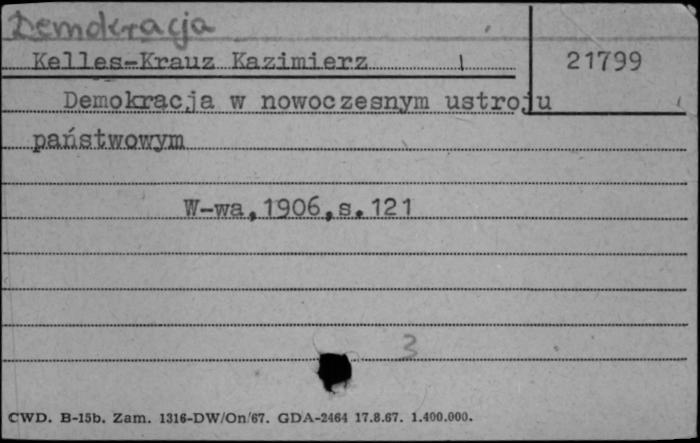 Demokracja
Kelles-Krauz Kazimierz
21799
Demokracja w nowoczesnym ustroju
państwowym
W-wa,1906,s.121
3
CWD. B-15b. Zam. 1316-DW/On/67. GDA-2464 17.8.67. 1.400.000.